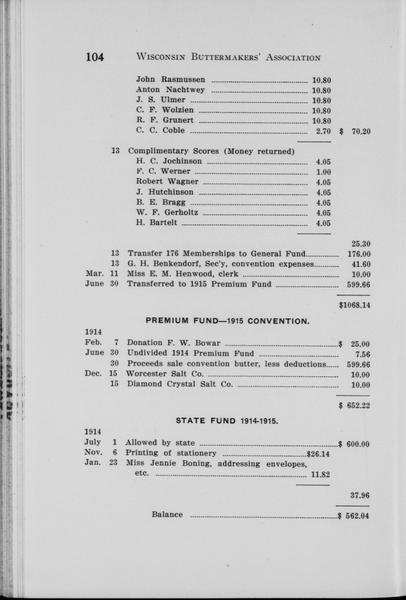 104 WISCONSIN BUTTERMAKERS' ASSOCIATION
John Rasmussen ........ 10.80
Anton Nachtwey ........ 10.80
J. S. Ulmer ........ 10.80
C. F. Wolzien ........ 10.80
R. F. Grunert ........ 10.80
C. C. Coble ........ 2.70 $ 70.20
13 Complimentary Scores (Money returned)
H. C. Jochinson ........ 4.05
F. C. Werner ........ 1.00
Robert Wagner ........ 4.05
J. Hutchinson ........ 4.05
B. E. Bragg ........ 4.05
W. F. Gerholtz ........ 4.05
H. Bartelt ........ 4.05
25.30
13 Transfer 176 Memberships to General Fund........ 176.00
13 G. H. Benkendorf, Sec'y, convention expenses........ 41.60
Mar. 11 Miss E. M. Henwood, clerk ........ 10.00
June 30 Transferred to 1915 Premium Fund ........ 599.66
$1068.14
PREMIUM FUND—1915 CONVENTION.
1914
Feb. 7 Donation F. W. Bowar ........$ 25.00
June 30 Undivided 1914 Premium Fund ........ 7.56
30 Proceeds sale convention butter, less deductions...... 599.66
Dec. 15 Worcester Salt Co. ........ 10.00
15 Diamond Crystal Salt Co. ........ 10.00
$ 652.22
STATE FUND 1914-1915.
1914
July 1 Allowed by state ........$ 600.00
Nov. 6 Printing of stationery ........$26.14
Jan. 23 Miss Jennie Boning, addressing envelopes,
etc. ........ 11.82
37.96
Balance ........$ 562.04